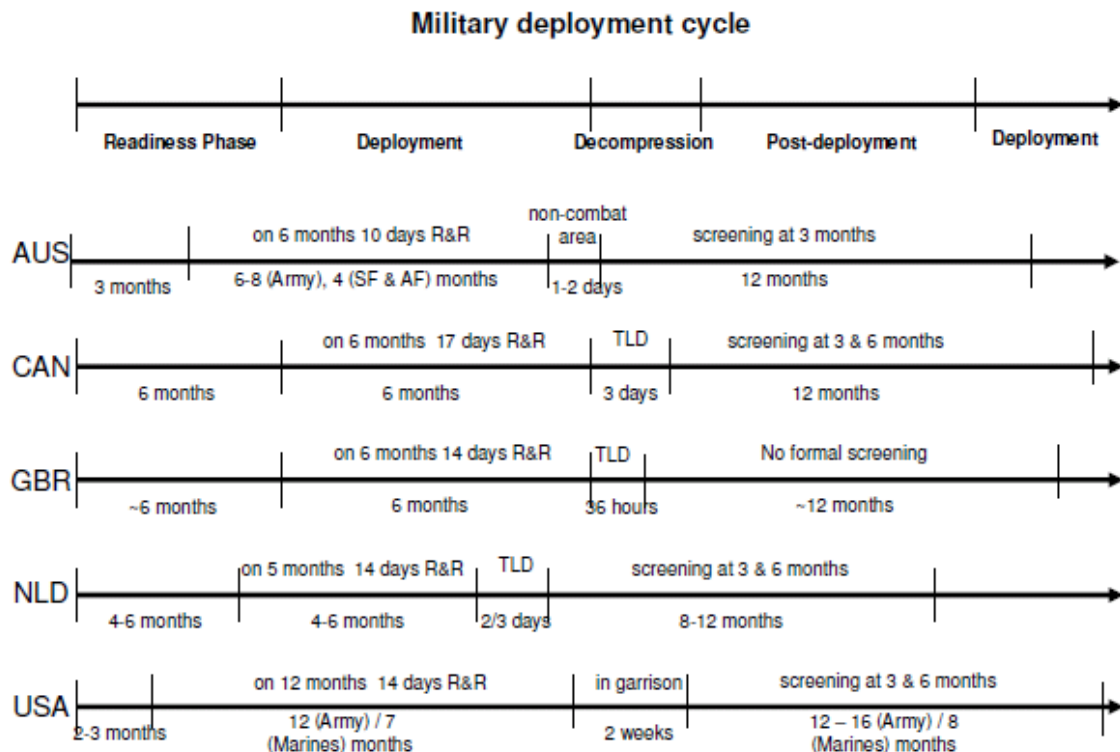 Military deployment cycle
Readiness Phase Deployment Decompression Post-deployment Deployment
AUS
on 6 months 10 days R&R
non-combat
area
screening at 3 months
3 months
6-8 (Army), 4 (SF & AF) months
1-2 days
12 months
CAN
on 6 months 17 days R&R
TLD
screening at 3 & 6 months
6 months
6 months
3 days
12 months
GBR
on 6 months 14 days R&R
TLD
No formal screening
~6 months
6 months
36 hours
~12 months
NLD
on 5 months 14 days R&R
TLD
screening at 3 & 6 months
4-6 months
4-6 months
2/3 days
8-12 months
USA
on 12 months 14 days R&R
in garrison
screening at 3 & 6 months
2-3 months
12 (Army) / 7
(Marines) months
2 weeks
12 – 16 (Army) / 8
(Marines) months